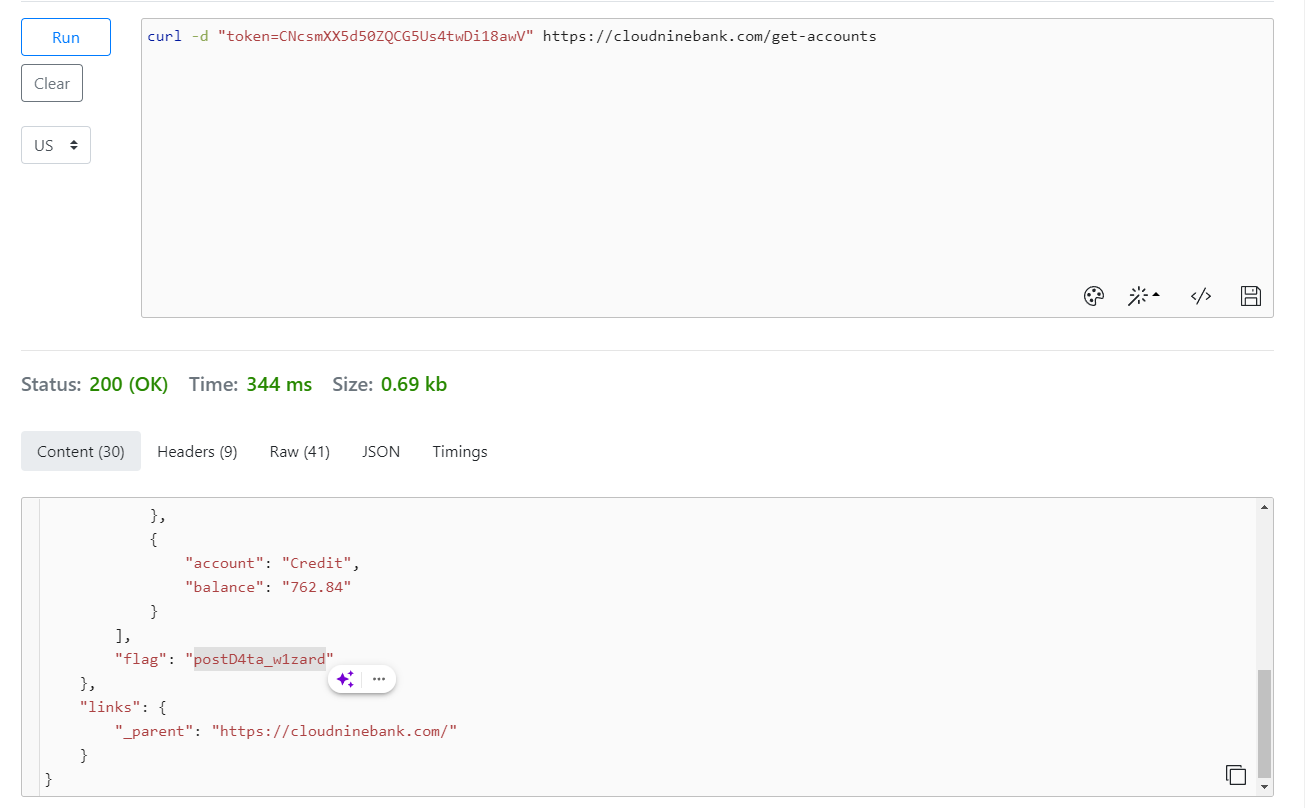 Run
curl -d "token=CNcsmXX5d50ZQCG5Us4twDi18awV" https://cloudninebank.com/get-accounts
Clear
US
Status: 200 (OK) Time: 344 ms Size: 0.69 kb
Content (30) Headers (9) Raw (41) JSON Timings
},
{
"account": "Credit",
"balance": "762.84"
}
],
"flag": "postD4ta_w1zard"
},
"links": {
"_parent": "https://cloudninebank.com/"
}
}